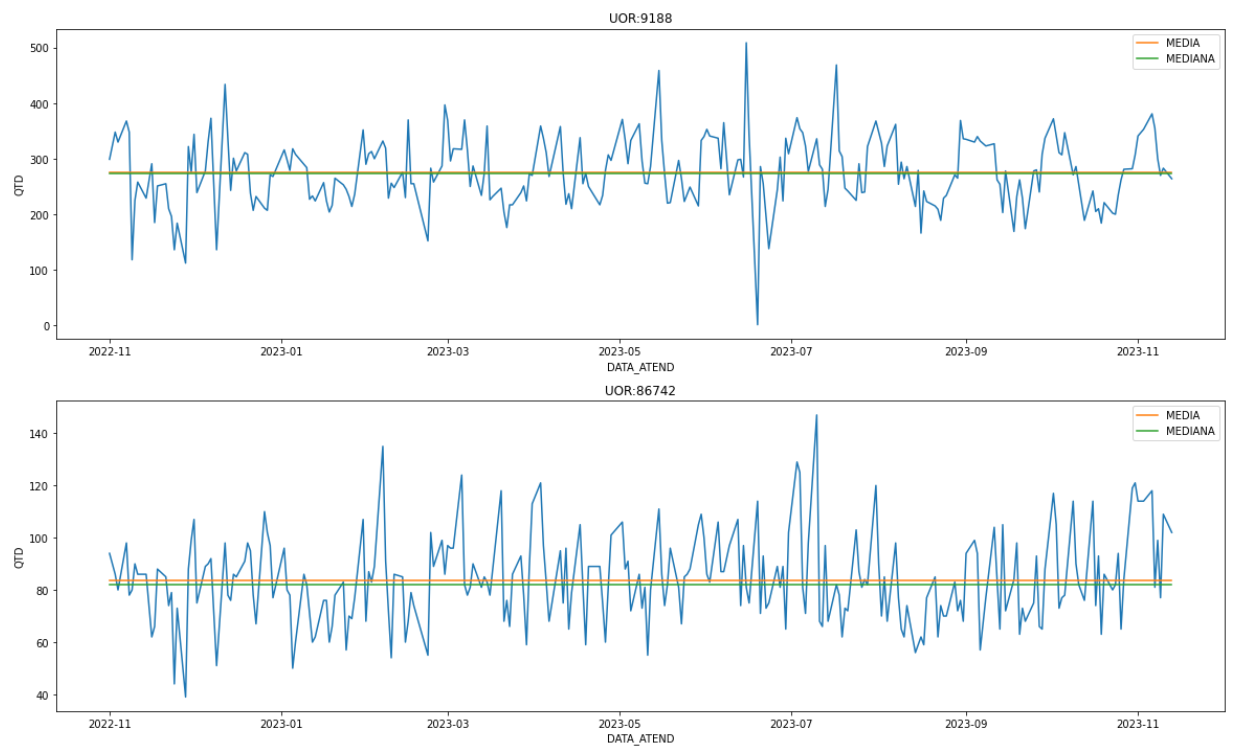 UOR:9188
500
400
300
200
100
0
QTD
MEDIA
MEDIANA
2022-11 2023-01 2023-03 2023-05 2023-07 2023-09 2023-11
DATA_ATEND
UOR:86742
140
120
100
80
60
40
QTD
MEDIA
MEDIANA
2022-11 2023-01 2023-03 2023-05 2023-07 2023-09 2023-11
DATA_ATEND